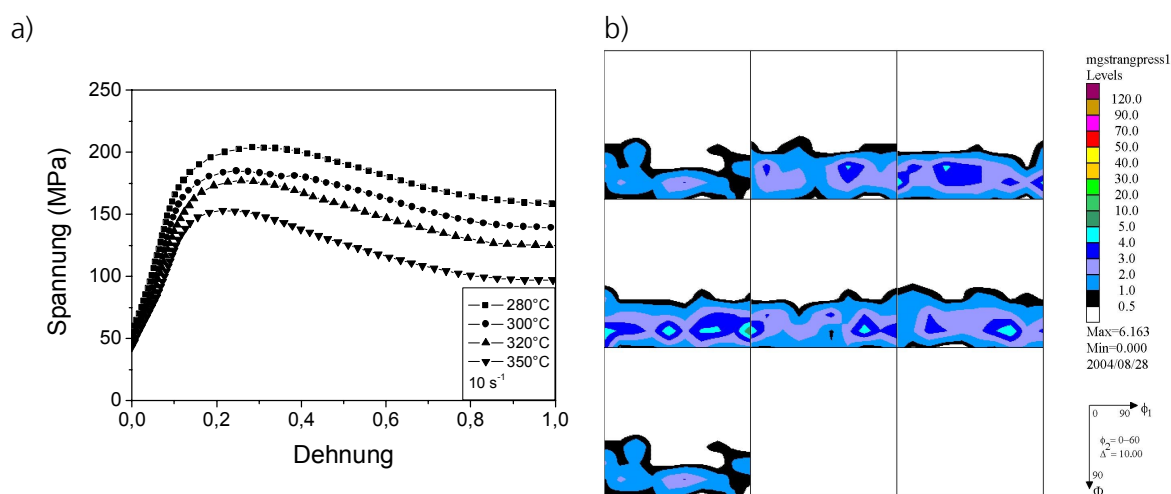 a)
b)
250
200
150
100
50
0
Spannung (MPa)
280°C
300°C
320°C
350°C
10 s⁻¹
0,0 0,2 0,4 0,6 0,8 1,0
Dehnung
mgstrangpress1
Levels
120.0
90.0
70.0
50.0
40.0
30.0
20.0
10.0
5.0
4.0
3.0
2.0
1.0
0.5
Max=6.163
Min=0.000
2004/08/28
0 90 ϕ₁
ϕ₂= 0-60
Δ = 10.00
90